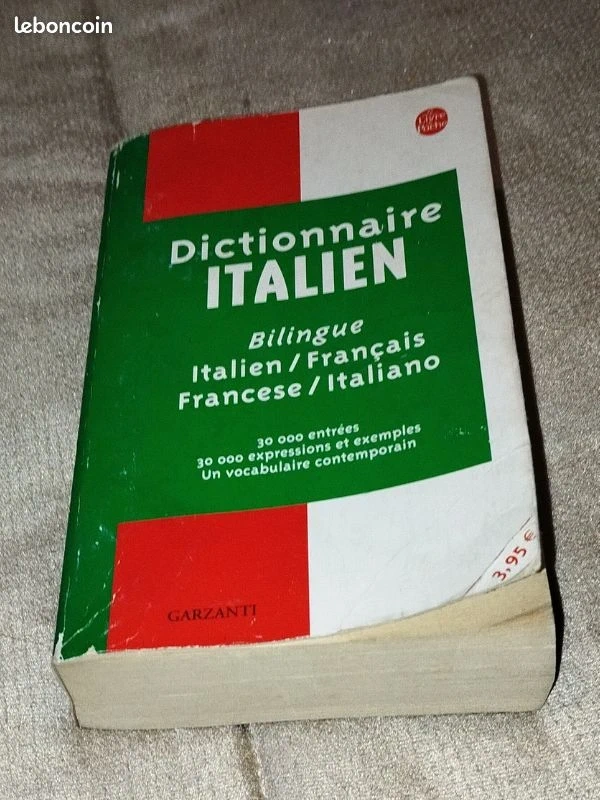 leboncoin
Le Livre
de Poche
Dictionnaire
ITALIEN
Bilingue
Italien / Français
Francese / Italiano
30 000 entrées
30 000 expressions et exemples
Un vocabulaire contemporain
3,95 €
GARZANTI